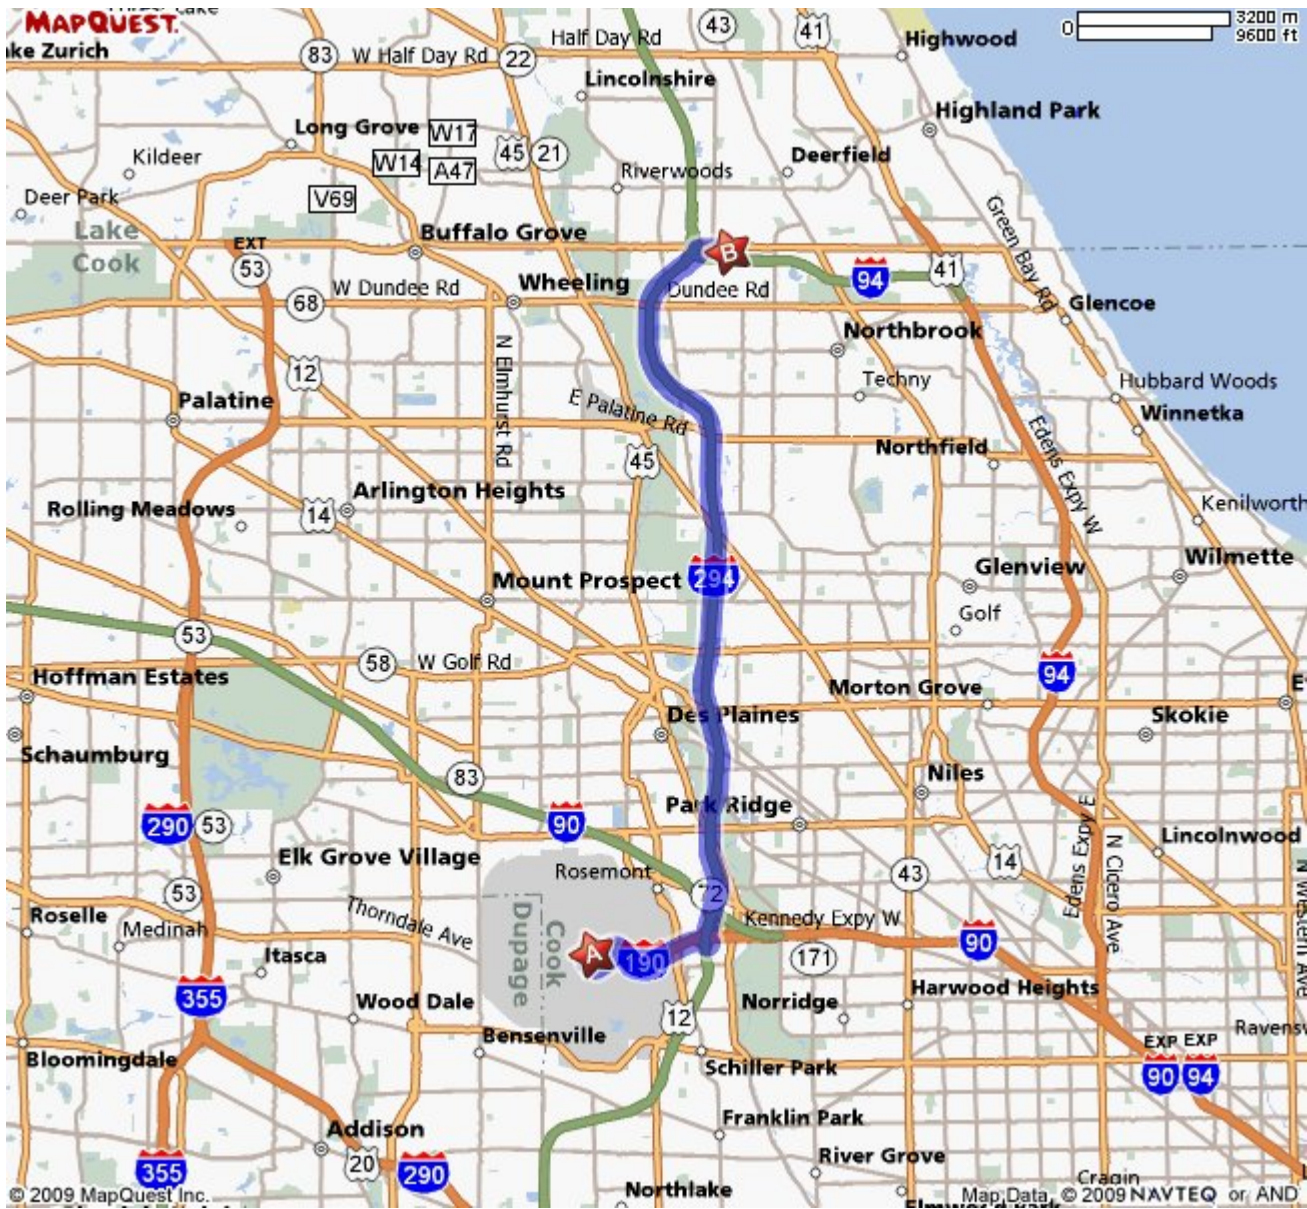 MAPQUEST.
43
41
3200 m
0
9600 ft
Half Day Rd
Highwood
ake Zurich
83
W Half Day Rd
22
Lincolnshire
Highland Park
Long Grove
W17
Kildeer
W14
A47
45
21
Deerfield
Riverwoods
Deer Park
V69
Green Bay Rd
Lake
Cook
EXT
53
Buffalo Grove
B
41
94
W Dundee Rd
68
Wheeling
Dundee Rd
Glencoe
Northbrook
N Elmhurst Rd
12
Techny
Hubbard Woods
Palatine
E Palatine Rd
Winnetka
Edens Expy W
45
Northfield
Arlington Heights
Rolling Meadows
14
Kenilworth
Wilmette
Mount Prospect
294
Glenview
Golf
53
58
W Golf Rd
94
Hoffman Estates
Morton Grove
E
Des Plaines
Skokie
Schaumburg
83
Niles
Park Ridge
290
53
90
Edens Expy E
N Cicero Ave
Lincolnwood
Elk Grove Village
14
Rosemont
43
N Western Ave
53
72
Roselle
Thorndale Ave
Cook
Dupage
Kennedy Expy W
Medinah
A
190
90
Itasca
171
355
Wood Dale
Norridge
Harwood Heights
12
Bensenville
Ravensw
EXP EXP
Bloomingdale
Schiller Park
90
94
Addison
Franklin Park
20
River Grove
355
290
Cragin
Northlake
© 2009 MapQuest Inc.
Map Data © 2009 NAVTEQ or AND